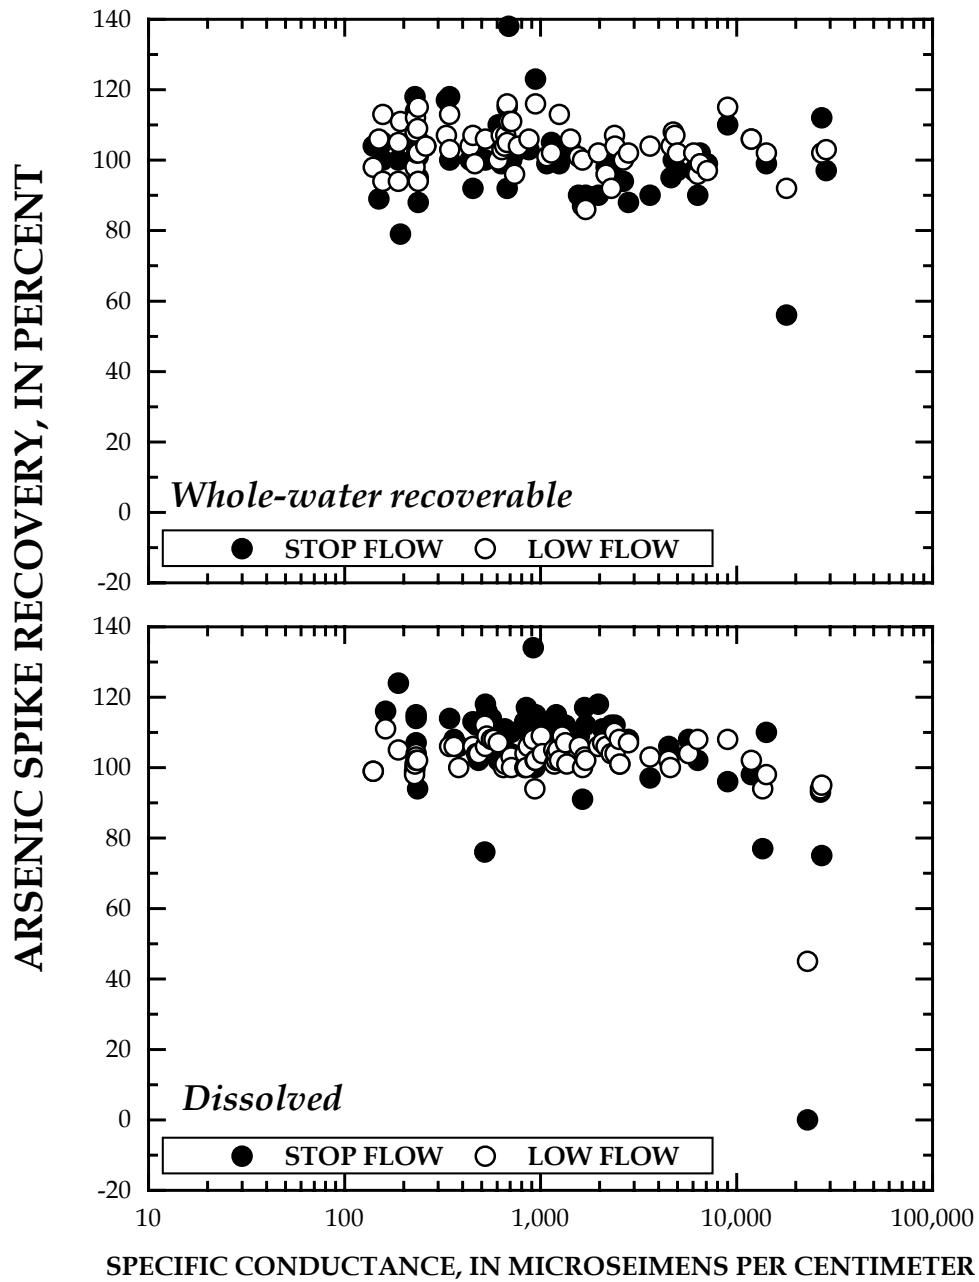 ARSENIC SPIKE RECOVERY, IN PERCENT
140
120
100
80
60
40
20
0
-20
Whole-water recoverable
STOP FLOW LOW FLOW
140
120
100
80
60
40
20
0
-20
Dissolved
STOP FLOW LOW FLOW
10 100 1,000 10,000 100,000
SPECIFIC CONDUCTANCE, IN MICROSEIMENS PER CENTIMETER